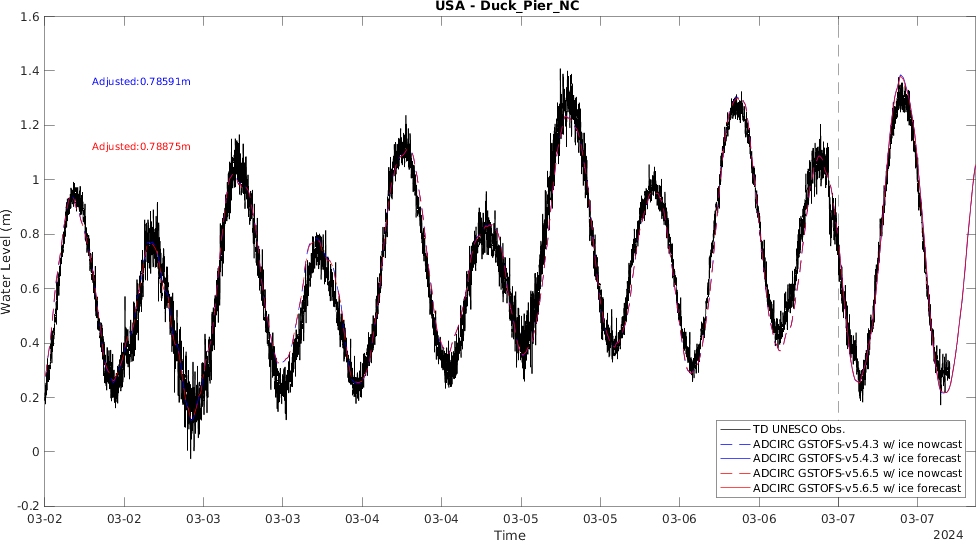 USA - Duck_Pier_NC
1.6
1.4
1.2
1
0.8
0.6
0.4
0.2
0
-0.2
Water Level (m)
Adjusted:0.78591m
Adjusted:0.78875m
TD UNESCO Obs.
ADCIRC GSTOFS-v5.4.3 w/ ice nowcast
ADCIRC GSTOFS-v5.4.3 w/ ice forecast
ADCIRC GSTOFS-v5.6.5 w/ ice nowcast
ADCIRC GSTOFS-v5.6.5 w/ ice forecast
03-02 03-02 03-03 03-03 03-04 03-04 03-05 03-05 03-06 03-06 03-07 03-07
Time
2024